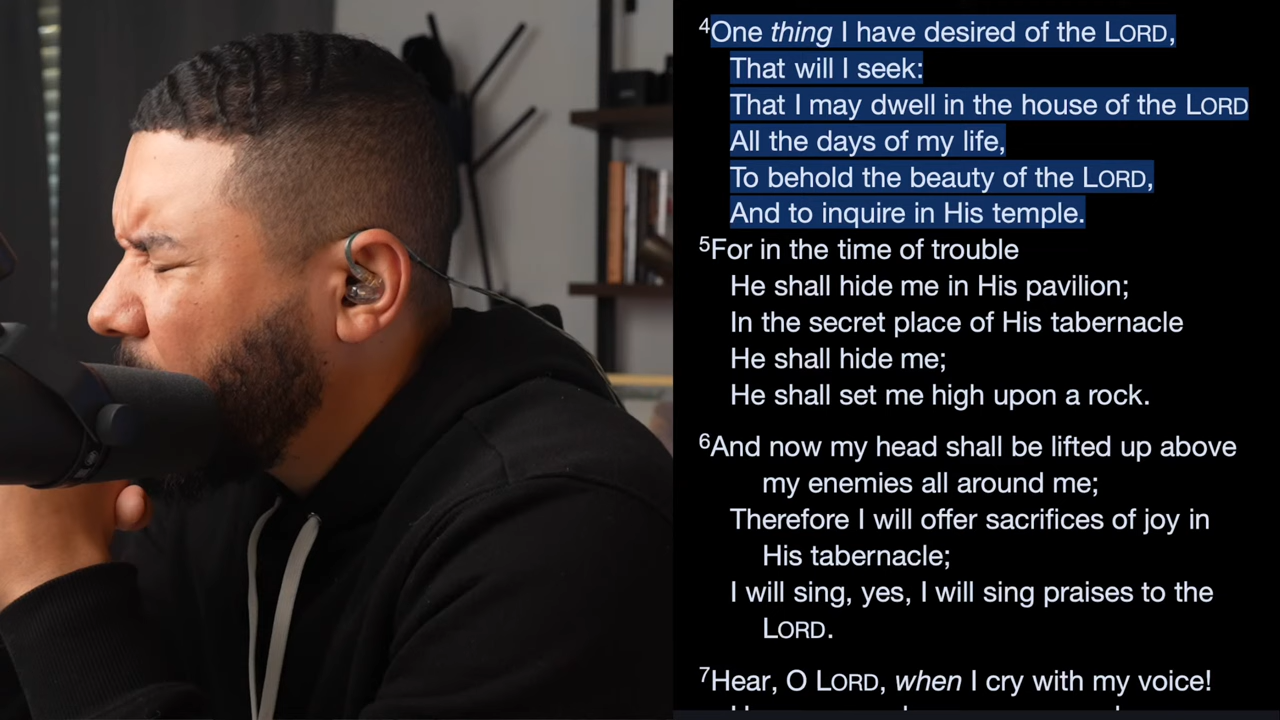 4One thing I have desired of the LORD,
That will I seek:
That I may dwell in the house of the LORD
All the days of my life,
To behold the beauty of the LORD,
And to inquire in His temple.
5For in the time of trouble
He shall hide me in His pavilion;
In the secret place of His tabernacle
He shall hide me;
He shall set me high upon a rock.
6And now my head shall be lifted up above
my enemies all around me;
Therefore I will offer sacrifices of joy in
His tabernacle;
I will sing, yes, I will sing praises to the
LORD.
7Hear, O LORD, when I cry with my voice!